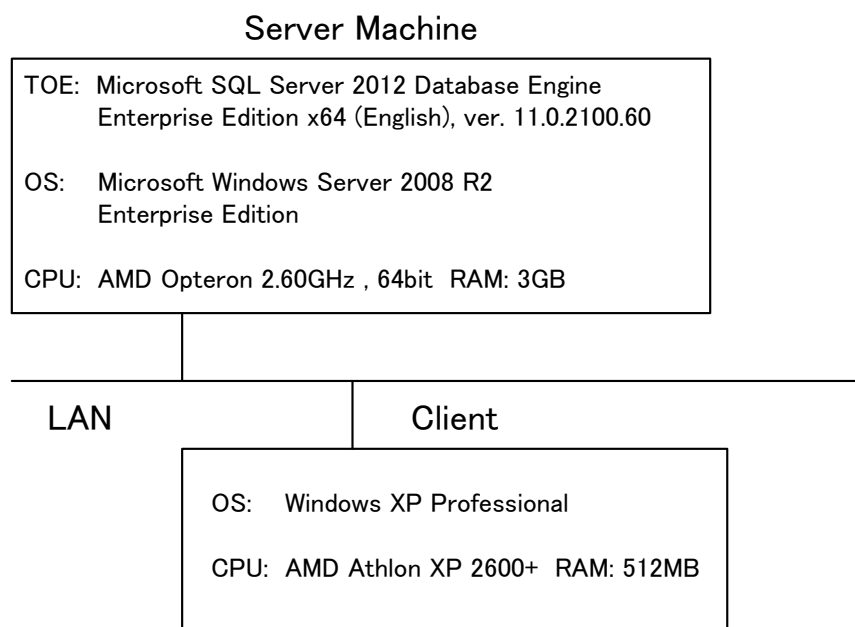 Server Machine
TOE: Microsoft SQL Server 2012 Database Engine
Enterprise Edition x64 (English), ver. 11.0.2100.60
OS: Microsoft Windows Server 2008 R2
Enterprise Edition
CPU: AMD Opteron 2.60GHz , 64bit RAM: 3GB
LAN
Client
OS: Windows XP Professional
CPU: AMD Athlon XP 2600+ RAM: 512MB